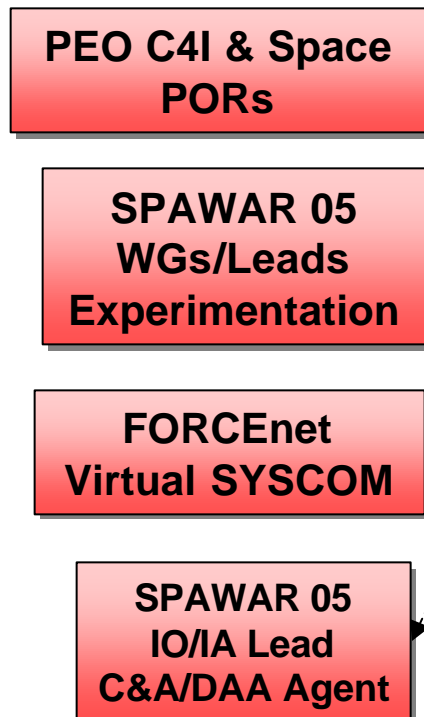 PEO C4I & Space
PORs
SPAWAR 05
WGs/Leads
Experimentation
FORCEnet
Virtual SYSCOM
SPAWAR 05
IO/IA Lead
C&A/DAA Agent